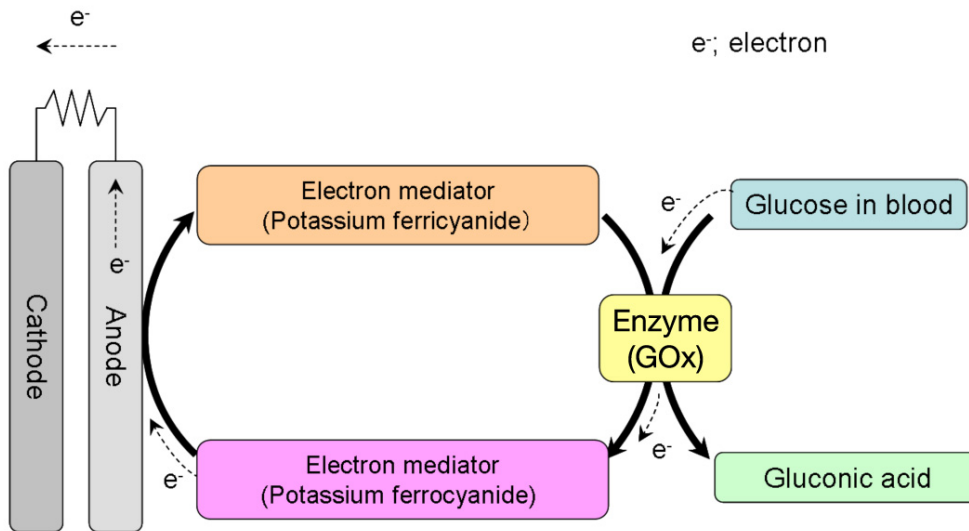 e-
e-; electron
Electron mediator
(Potassium ferricyanide）
e-
Glucose in blood
e-
Cathode
Anode
Enzyme
(GOx)
e-
Electron mediator
(Potassium ferrocyanide)
e-
Gluconic acid